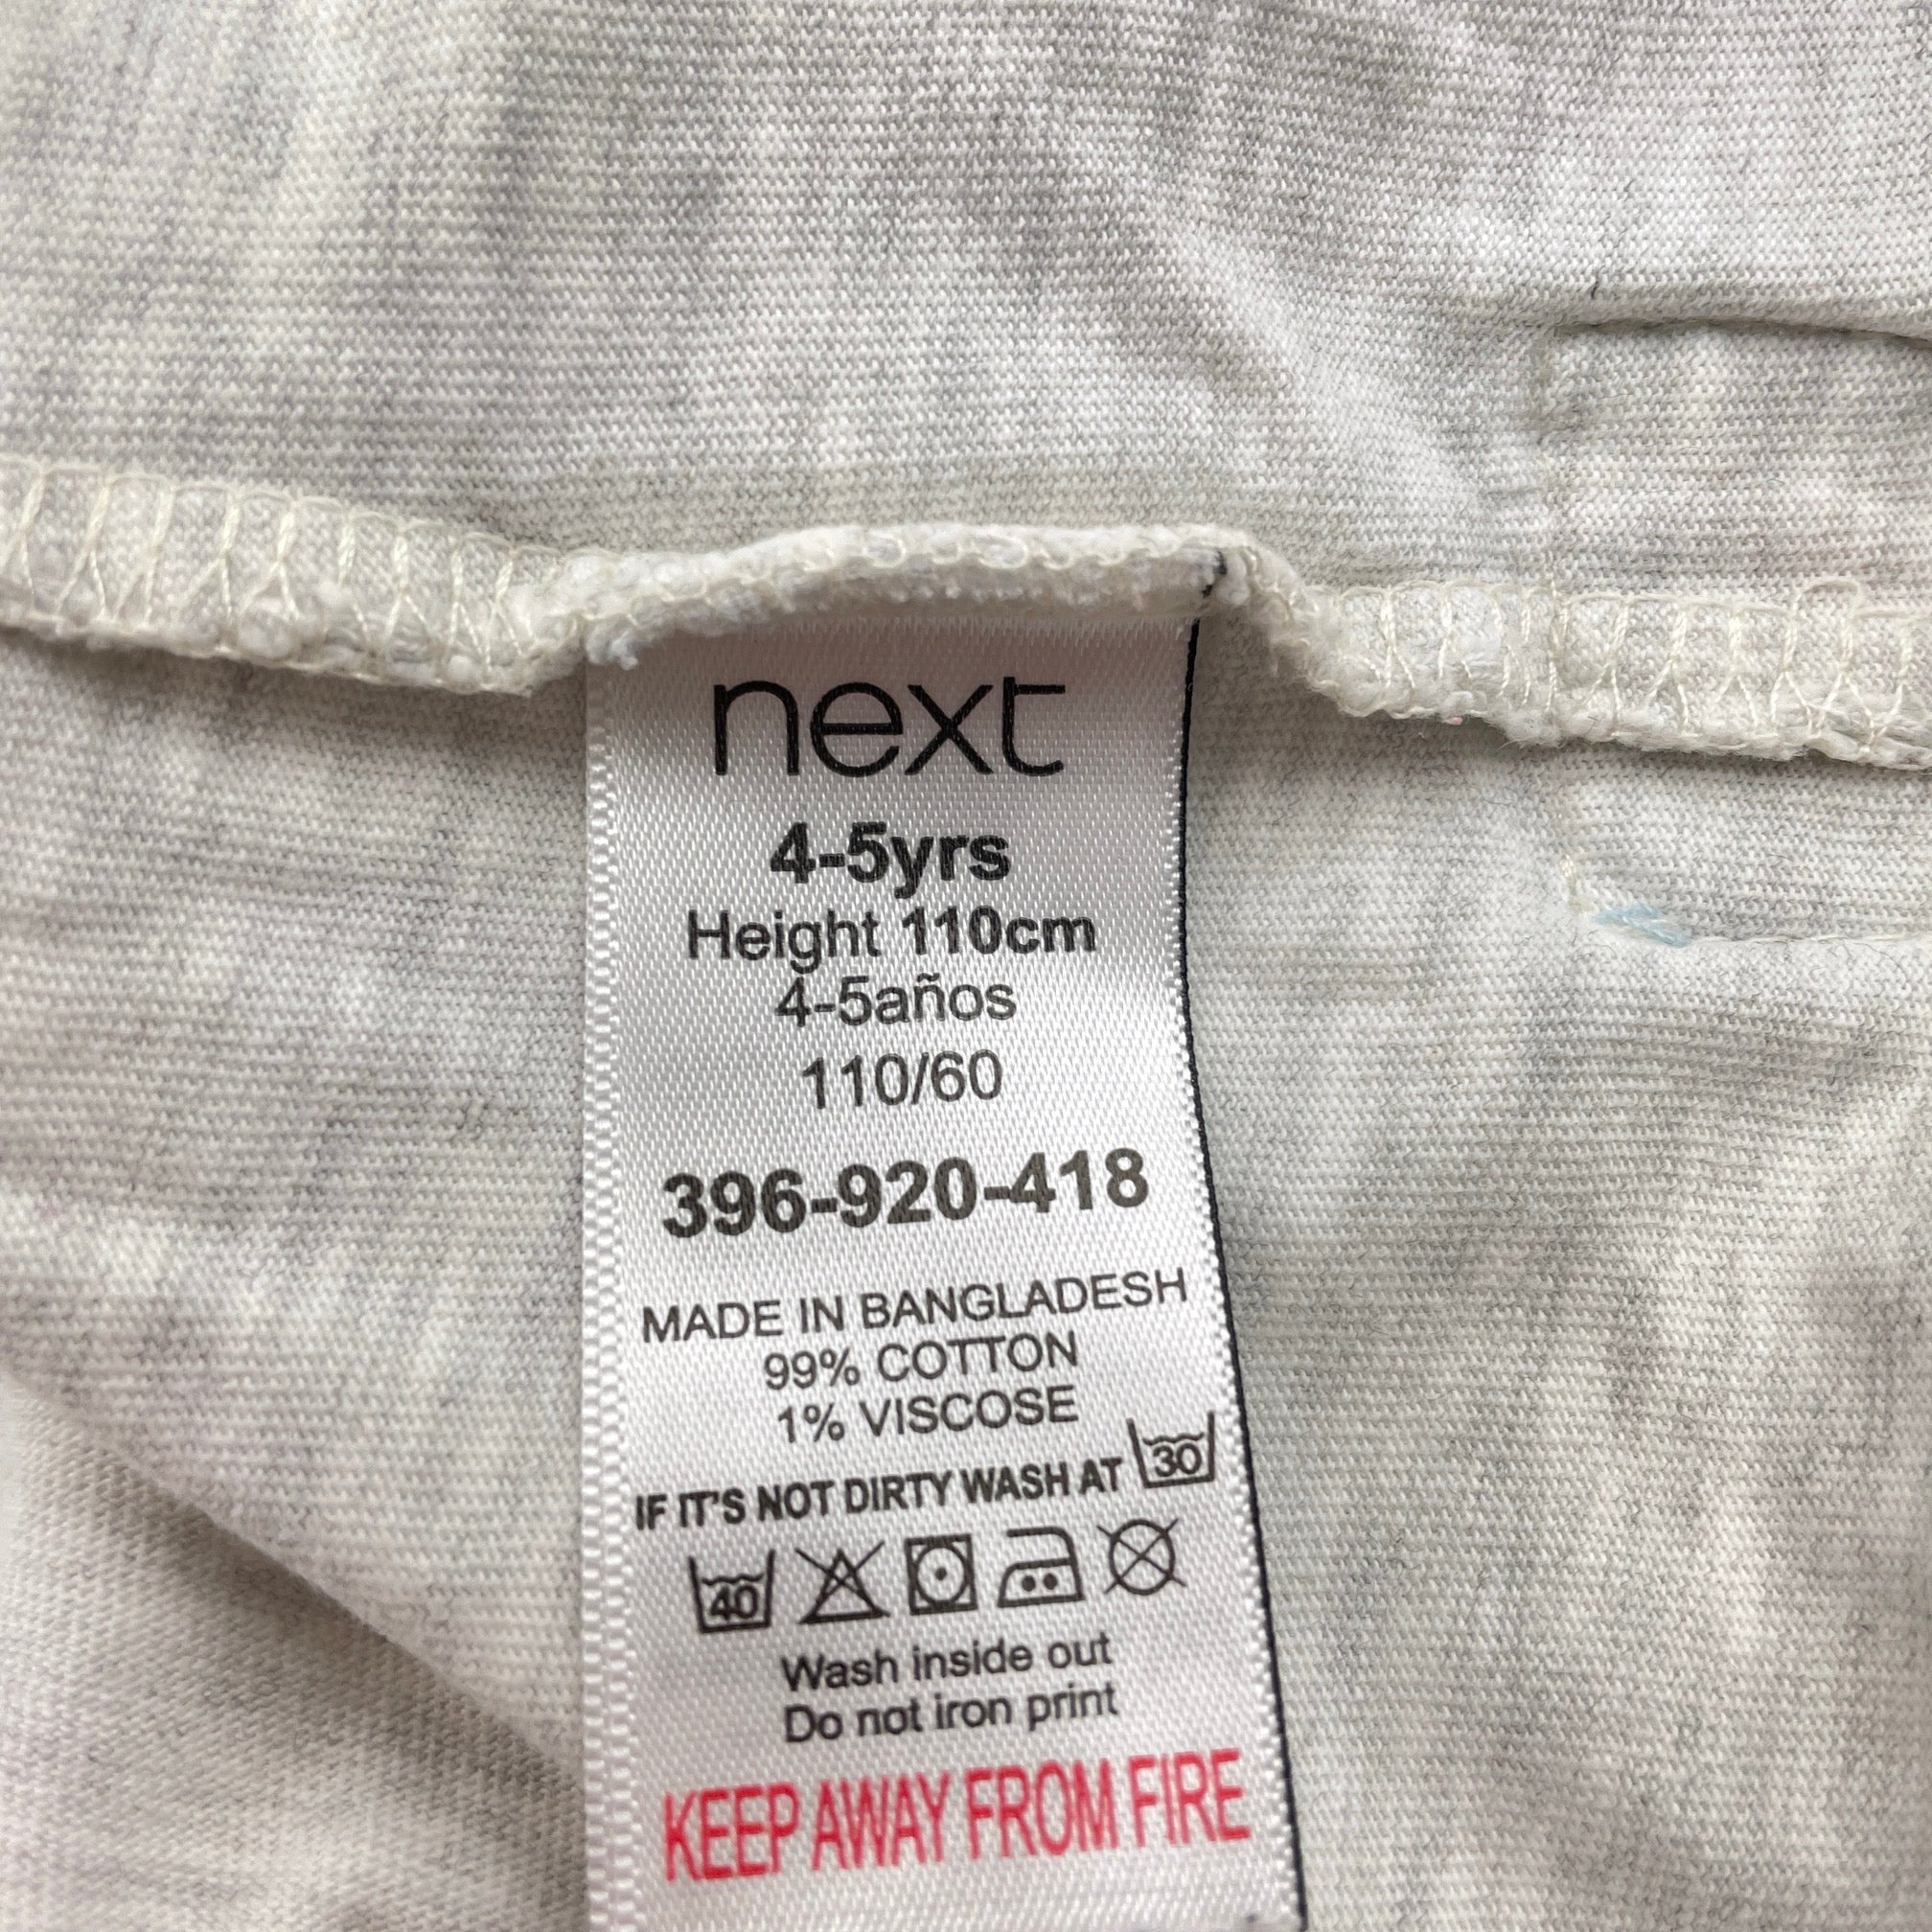 next
4-5yrs
Height 110cm
4-5años
110/60
396-920-418
MADE IN BANGLADESH
99% COTTON
1% VISCOSE
IF IT'S NOT DIRTY WASH AT 30
40
Wash inside out
Do not iron print
KEEP AWAY FROM FIRE